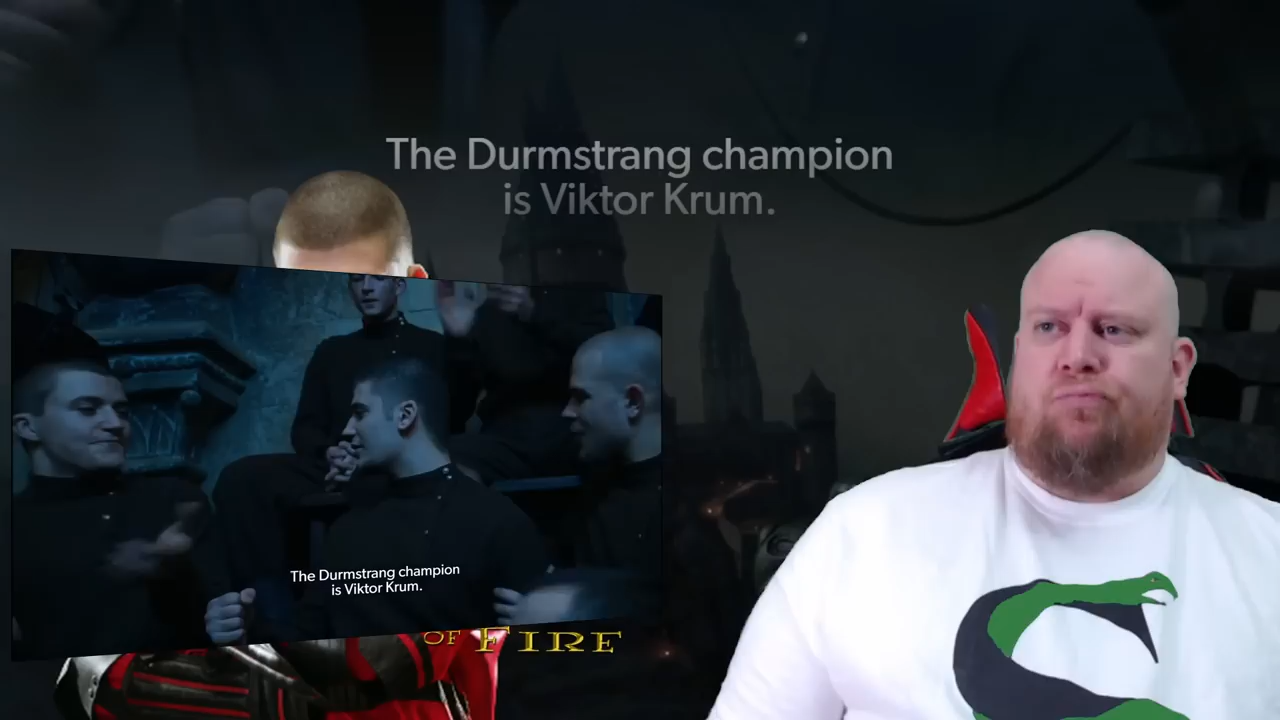 The Durmstrang champion
is Viktor Krum.
The Durmstrang champion
is Viktor Krum.
OF FIRE